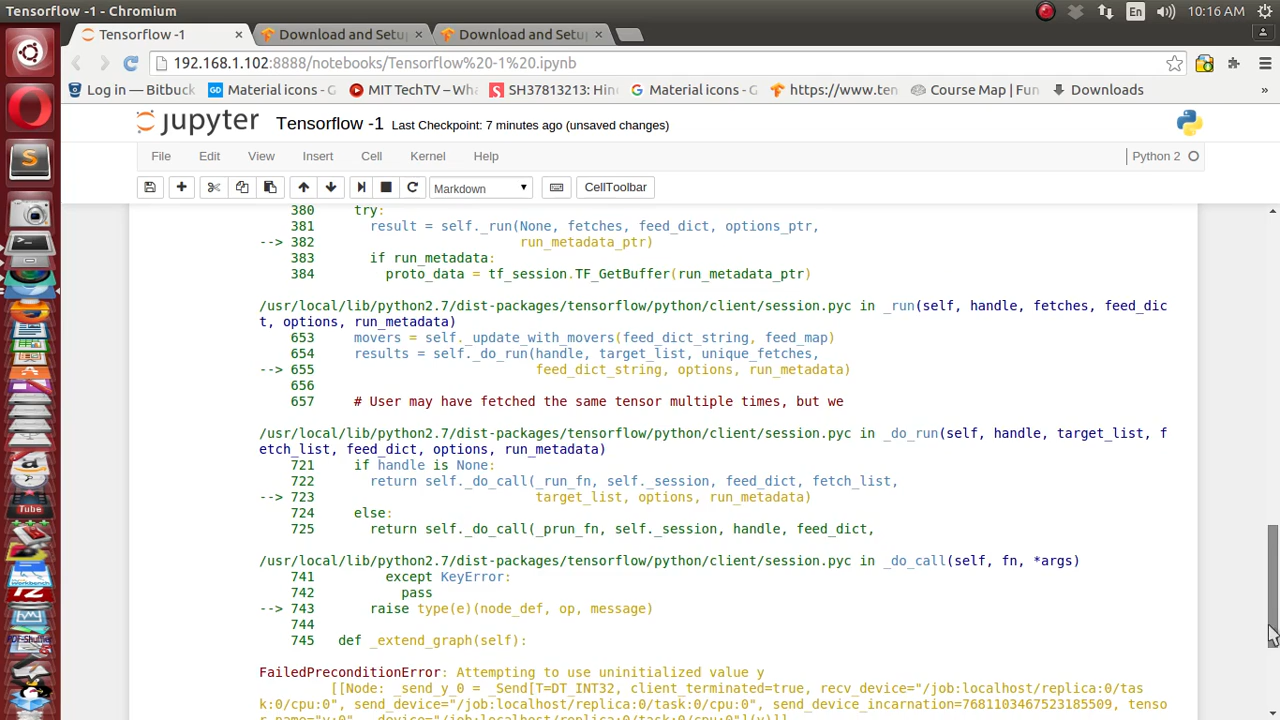 Tensorflow -1 - Chromium
En
10:16 AM
Tensorflow -1
Download and Setu
Download and Setu
192.168.1.102:8888/notebooks/Tensorflow%20-1%20.ipynb
Log in — Bitbuck
Material icons - G
MIT TechTV – Wha
SH37813213: Hin
Material icons - G
https://www.ten
Course Map | Fun
Downloads
»
jupyter Tensorflow -1 Last Checkpoint: 7 minutes ago (unsaved changes)
File Edit View Insert Cell Kernel Help
Python 2
Markdown
CellToolbar
380 try:
381 result = self._run(None, fetches, feed_dict, options_ptr,
--> 382 run_metadata_ptr)
383 if run_metadata:
384 proto_data = tf_session.TF_GetBuffer(run_metadata_ptr)
/usr/local/lib/python2.7/dist-packages/tensorflow/python/client/session.pyc in _run(self, handle, fetches, feed_dic
t, options, run_metadata)
653 movers = self._update_with_movers(feed_dict_string, feed_map)
654 results = self._do_run(handle, target_list, unique_fetches,
--> 655 feed_dict_string, options, run_metadata)
656
657 # User may have fetched the same tensor multiple times, but we
/usr/local/lib/python2.7/dist-packages/tensorflow/python/client/session.pyc in _do_run(self, handle, target_list, f
etch_list, feed_dict, options, run_metadata)
721 if handle is None:
722 return self._do_call(_run_fn, self._session, feed_dict, fetch_list,
--> 723 target_list, options, run_metadata)
724 else:
725 return self._do_call(_prun_fn, self._session, handle, feed_dict,
/usr/local/lib/python2.7/dist-packages/tensorflow/python/client/session.pyc in _do_call(self, fn, *args)
741 except KeyError:
742 pass
--> 743 raise type(e)(node_def, op, message)
744
745 def _extend_graph(self):
FailedPreconditionError: Attempting to use uninitialized value y
[[Node: _send_y_0 = _Send[T=DT_INT32, client_terminated=true, recv_device="/job:localhost/replica:0/tas
k:0/cpu:0", send_device="/job:localhost/replica:0/task:0/cpu:0", send_device_incarnation=7681103467523185509, tenso
r_name="y:0", _device="/job:localhost/replica:0/task:0/cpu:0"](y)]]